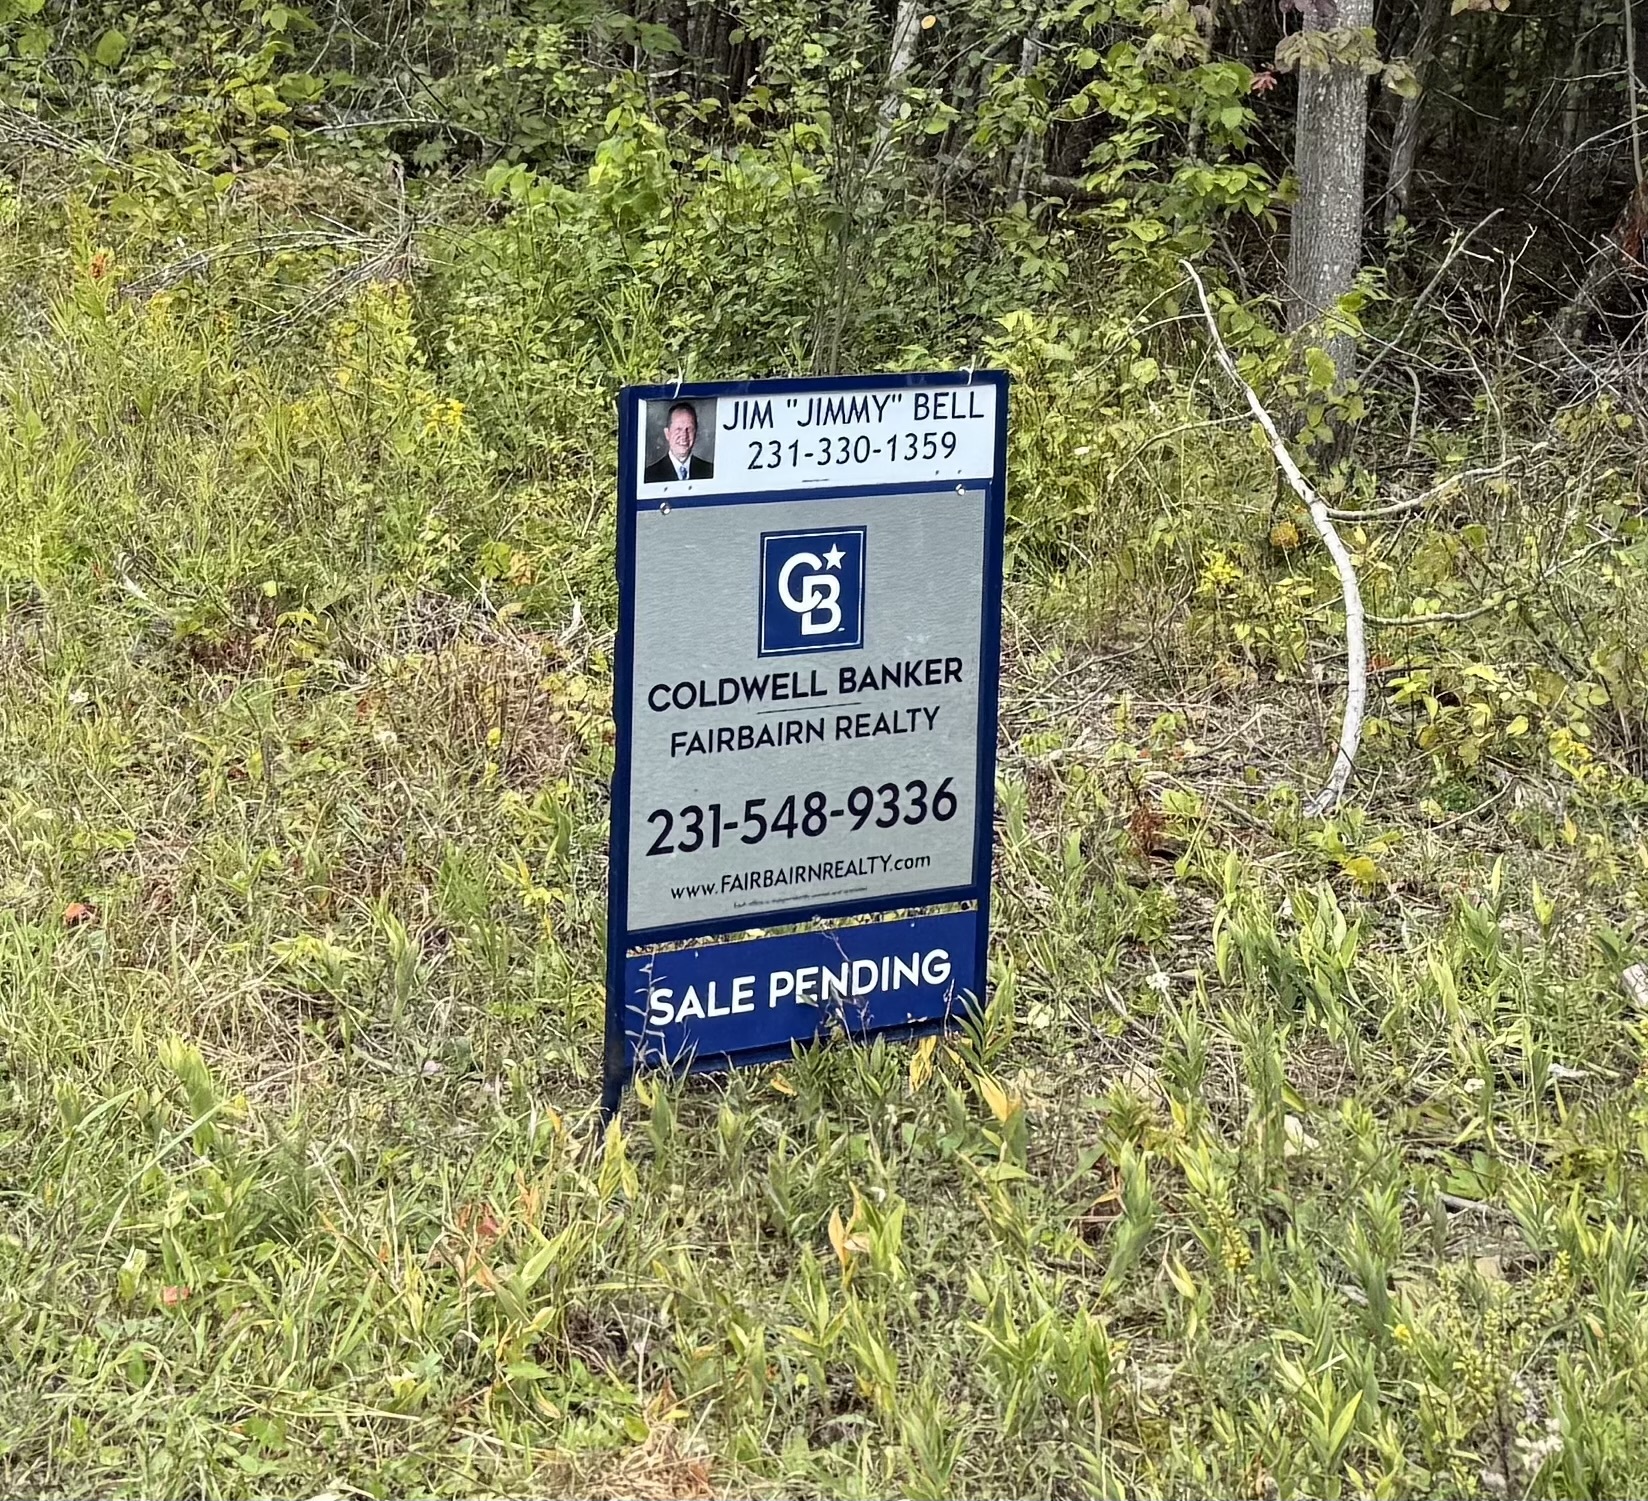 JIM "JIMMY" BELL
231-330-1359
CB
COLDWELL BANKER
FAIRBAIRN REALTY
231-548-9336
www.FAIRBAIRNREALTY.com
SALE PENDING